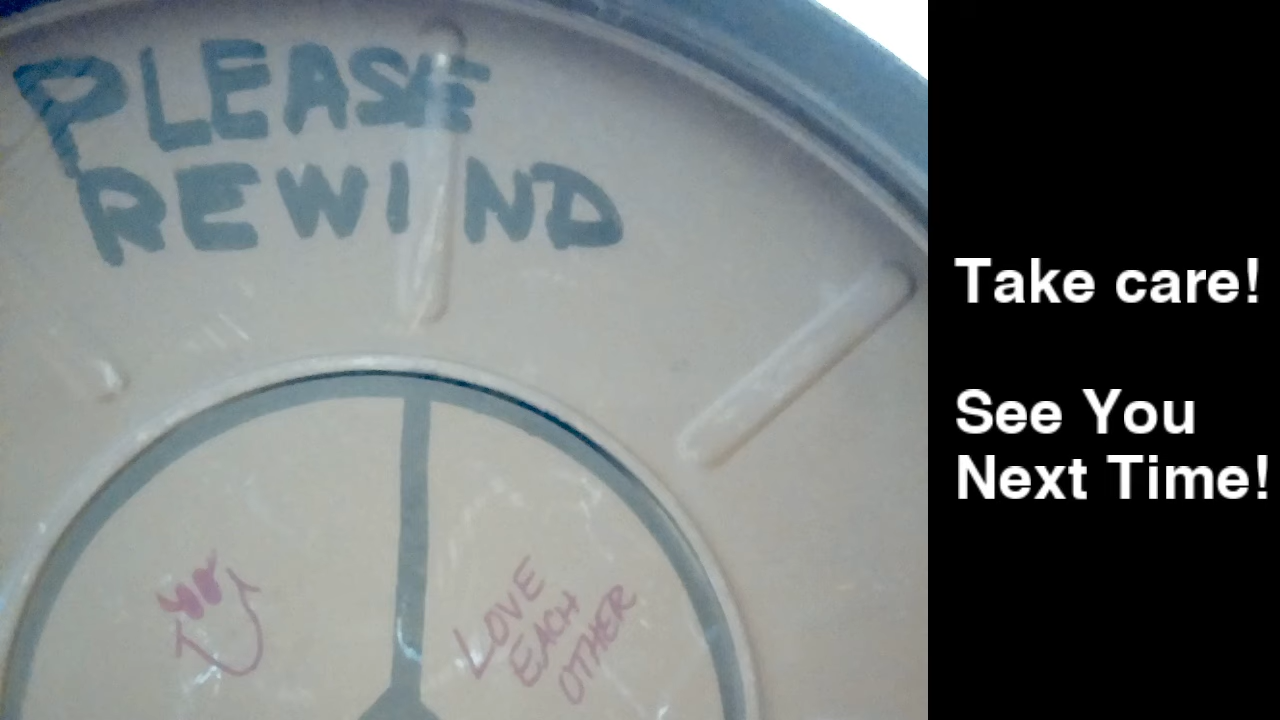 PLEASE
REWIND
LOVE
EACH
OTHER
Take care!
See You
Next Time!